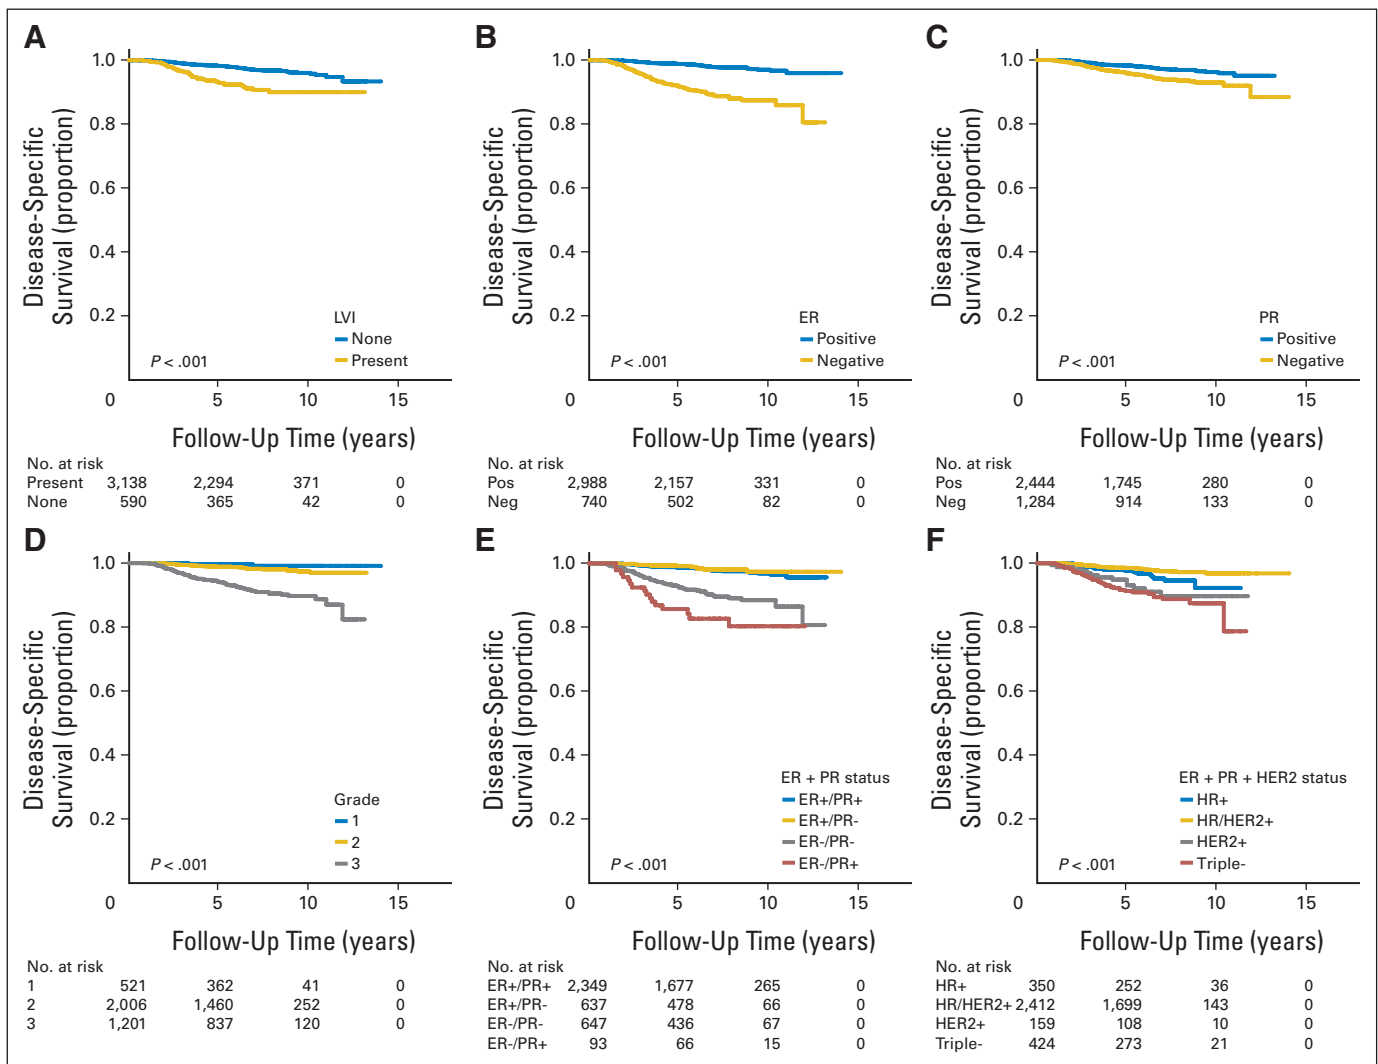 A
Disease-Specific
Survival (proportion)
1.0
0.8
0.6
0.4
0.2
LVI
None
Present
P < .001
0 5 10 15
Follow-Up Time (years)
No. at risk
Present 3,138 2,294 371 0
None 590 365 42 0
B
Disease-Specific
Survival (proportion)
1.0
0.8
0.6
0.4
0.2
ER
Positive
Negative
P < .001
0 5 10 15
Follow-Up Time (years)
No. at risk
Pos 2,988 2,157 331 0
Neg 740 502 82 0
C
Disease-Specific
Survival (proportion)
1.0
0.8
0.6
0.4
0.2
PR
Positive
Negative
P < .001
0 5 10 15
Follow-Up Time (years)
No. at risk
Pos 2,444 1,745 280 0
Neg 1,284 914 133 0
D
Disease-Specific
Survival (proportion)
1.0
0.8
0.6
0.4
0.2
Grade
1
2
3
P < .001
0 5 10 15
Follow-Up Time (years)
No. at risk
1 521 362 41 0
2 2,006 1,460 252 0
3 1,201 837 120 0
E
Disease-Specific
Survival (proportion)
1.0
0.8
0.6
0.4
0.2
ER + PR status
ER+/PR+
ER+/PR-
ER-/PR-
ER-/PR+
P < .001
0 5 10 15
Follow-Up Time (years)
No. at risk
ER+/PR+ 2,349 1,677 265 0
ER+/PR- 637 478 66 0
ER-/PR- 647 436 67 0
ER-/PR+ 93 66 15 0
F
Disease-Specific
Survival (proportion)
1.0
0.8
0.6
0.4
0.2
ER + PR + HER2 status
HR+
HR/HER2+
HER2+
Triple-
P < .001
0 5 10 15
Follow-Up Time (years)
No. at risk
HR+ 350 252 36 0
HR/HER2+ 2,412 1,699 143 0
HER2+ 159 108 10 0
Triple- 424 273 21 0